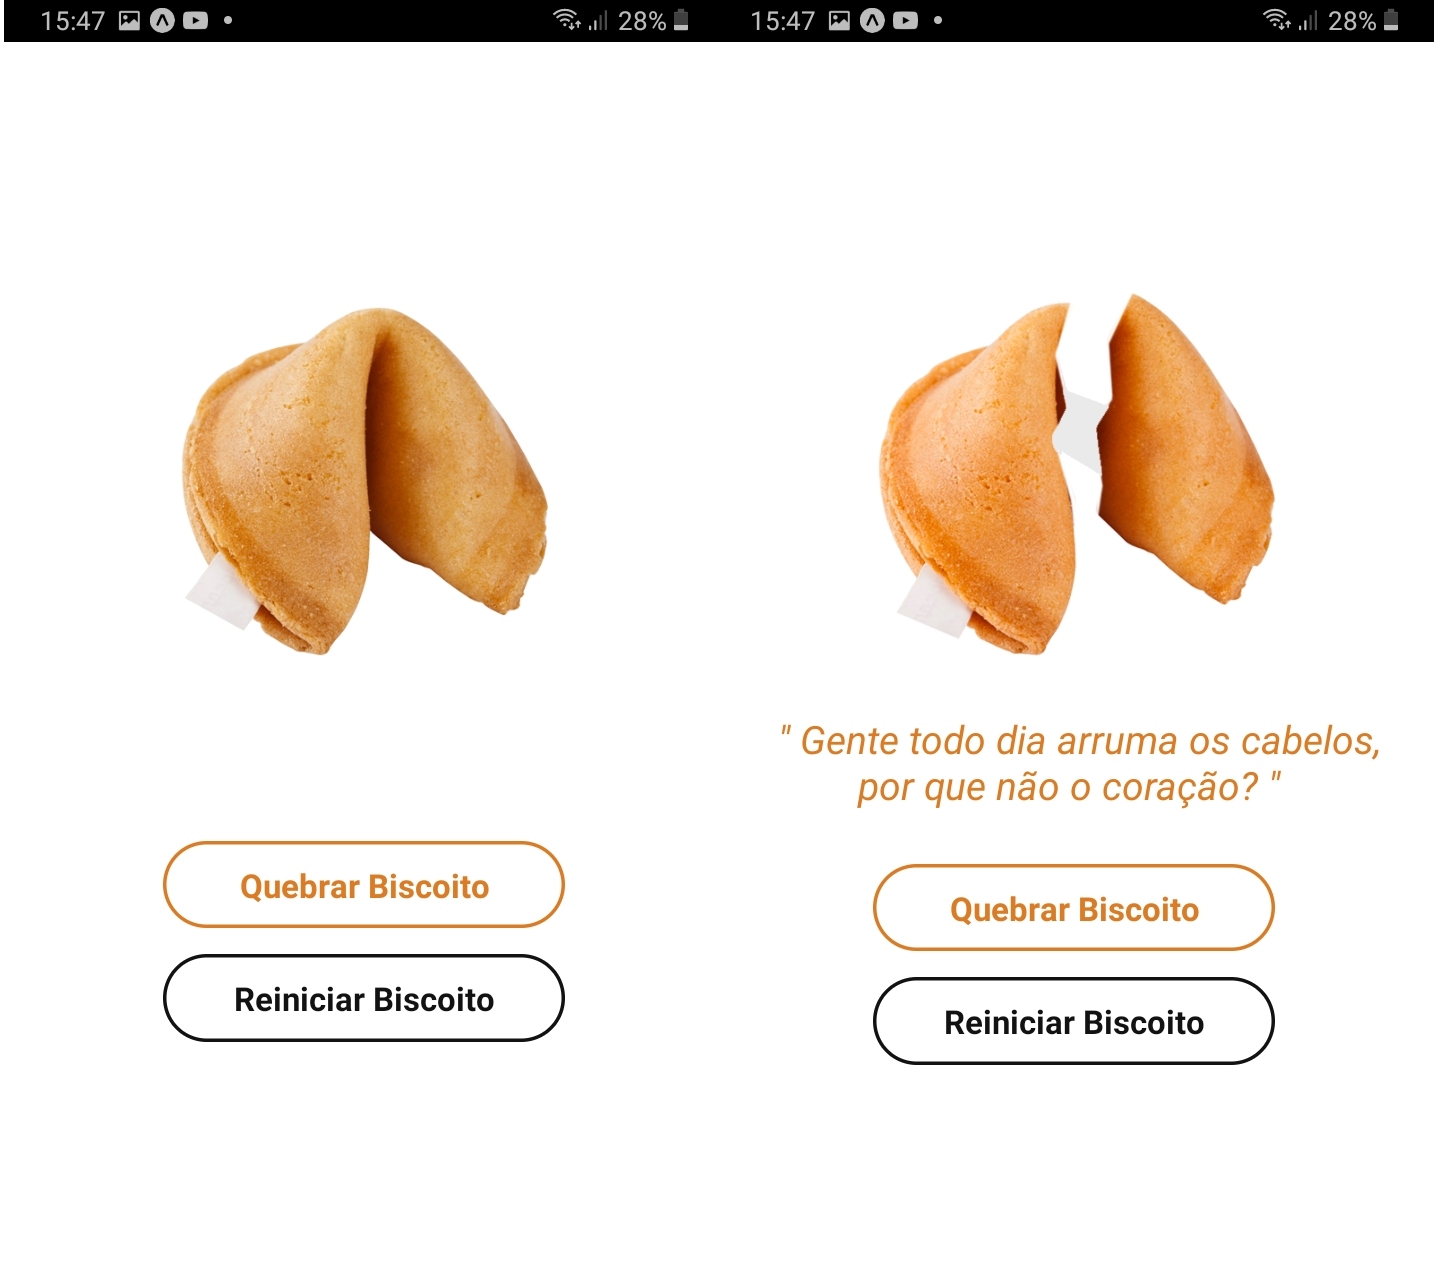 15:47
28%
Quebrar Biscoito
Reiniciar Biscoito
15:47
28%
" Gente todo dia arruma os cabelos,
por que não o coração? "
Quebrar Biscoito
Reiniciar Biscoito